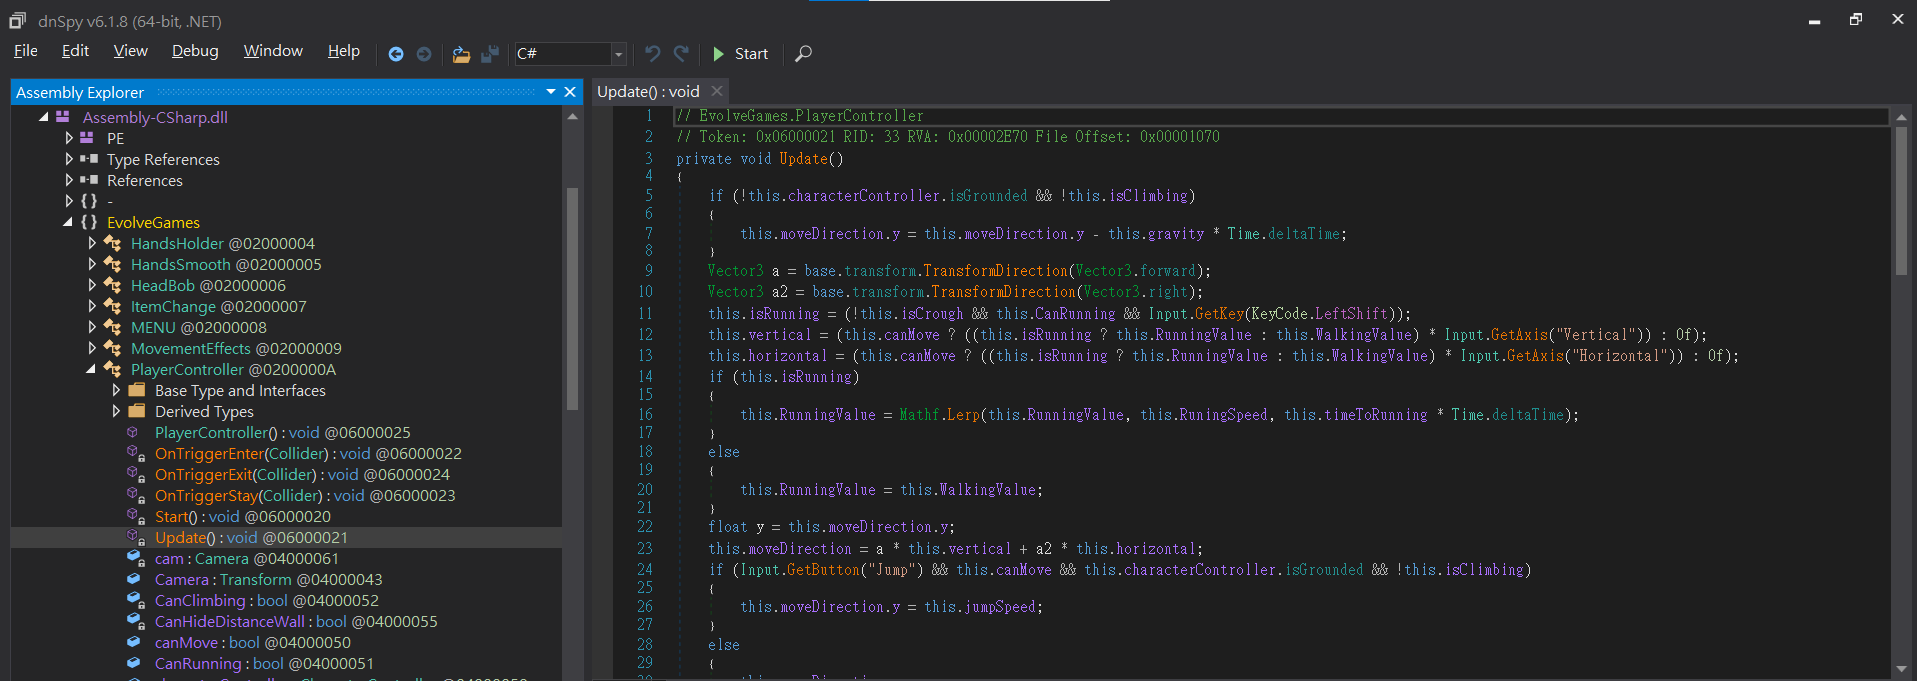 dnSpy v6.1.8 (64-bit, .NET)
File Edit View Debug Window Help C# Start
Assembly Explorer
Assembly-CSharp.dll
PE
Type References
References
{} -
{} EvolveGames
HandsHolder @02000004
HandsSmooth @02000005
HeadBob @02000006
ItemChange @02000007
MENU @02000008
MovementEffects @02000009
PlayerController @0200000A
Base Type and Interfaces
Derived Types
PlayerController() : void @06000025
OnTriggerEnter(Collider) : void @06000022
OnTriggerExit(Collider) : void @06000024
OnTriggerStay(Collider) : void @06000023
Start() : void @06000020
Update() : void @06000021
cam : Camera @04000061
Camera : Transform @04000043
CanClimbing : bool @04000052
CanHideDistanceWall : bool @04000055
canMove : bool @04000050
CanRunning : bool @04000051
Update() : void
1 // EvolveGames.PlayerController
2 // Token: 0x06000021 RID: 33 RVA: 0x00002E70 File Offset: 0x00001070
3 private void Update()
4 {
5 if (!this.characterController.isGrounded && !this.isClimbing)
6 {
7 this.moveDirection.y = this.moveDirection.y - this.gravity * Time.deltaTime;
8 }
9 Vector3 a = base.transform.TransformDirection(Vector3.forward);
10 Vector3 a2 = base.transform.TransformDirection(Vector3.right);
11 this.isRunning = (!this.isCrough && this.CanRunning && Input.GetKey(KeyCode.LeftShift));
12 this.vertical = (this.canMove ? ((this.isRunning ? this.RunningValue : this.WalkingValue) * Input.GetAxis("Vertical")) : 0f);
13 this.horizontal = (this.canMove ? ((this.isRunning ? this.RunningValue : this.WalkingValue) * Input.GetAxis("Horizontal")) : 0f);
14 if (this.isRunning)
15 {
16 this.RunningValue = Mathf.Lerp(this.RunningValue, this.RuningSpeed, this.timeToRunning * Time.deltaTime);
17 }
18 else
19 {
20 this.RunningValue = this.WalkingValue;
21 }
22 float y = this.moveDirection.y;
23 this.moveDirection = a * this.vertical + a2 * this.horizontal;
24 if (Input.GetButton("Jump") && this.canMove && this.characterController.isGrounded && !this.isClimbing)
25 {
26 this.moveDirection.y = this.jumpSpeed;
27 }
28 else
29 {